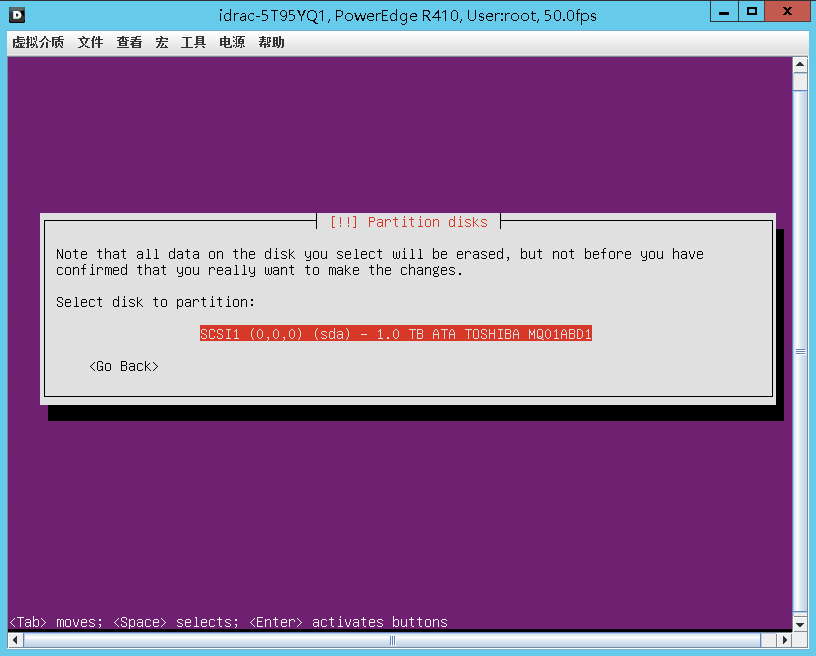 idrac-5T95YQ1, PowerEdge R410, User:root, 50.0fps
虚拟介质 文件 查看 宏 工具 电源 帮助
[!!] Partition disks
Note that all data on the disk you select will be erased, but not before you have
confirmed that you really want to make the changes.
Select disk to partition:
SCSI1 (0,0,0) (sda) - 1.0 TB ATA TOSHIBA MQ01ABD1
<Go Back>
<Tab> moves; <Space> selects; <Enter> activates buttons